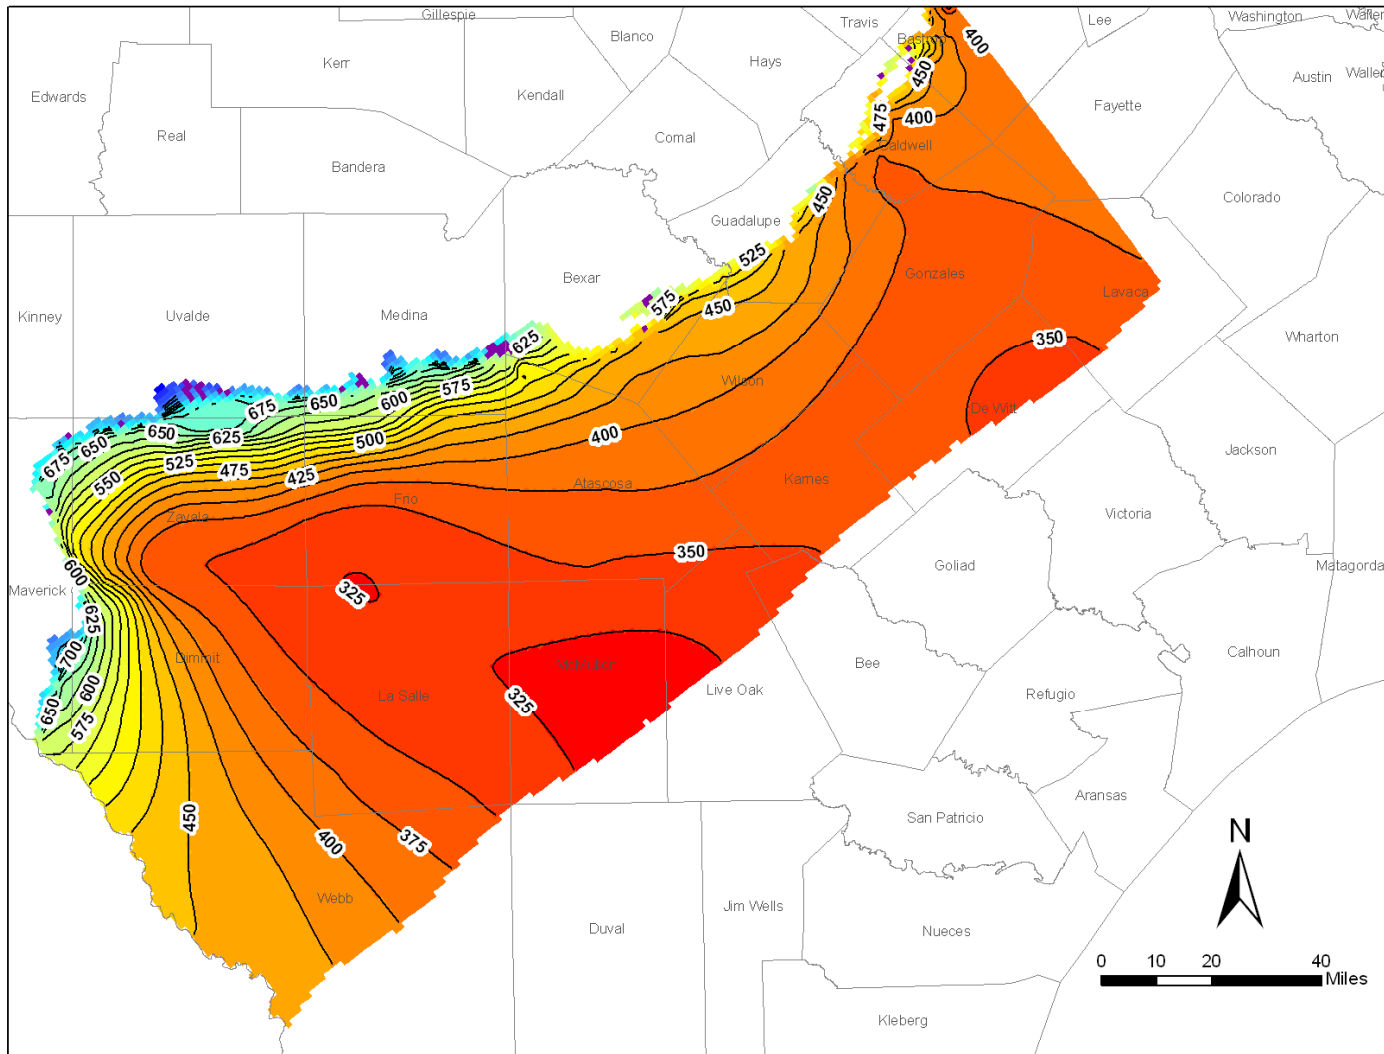 Gillespie
Travis
Lee
Washington
Waller
Blanco
Bastrop
400
Kerr
Hays
Austin
Waller
Edwards
Kendall
450
Fayette
Real
Comal
475
400
Caldwell
Bandera
450
Colorado
Guadalupe
525
Bexar
Gonzales
Lavaca
Kinney
Uvalde
Medina
575
450
625
350
Wharton
575
Wilson
675
650
600
De Witt
650
625
500
400
675
650
525
475
425
Jackson
550
Atascosa
Karnes
Frio
Zavala
Victoria
350
Goliad
Matagorda
600
Maverick
325
625
700
Dimmit
McMullen
Bee
Calhoun
600
La Salle
325
Live Oak
Refugio
650
575
Aransas
450
San Patricio
400
375
N
Webb
Jim Wells
Duval
Nueces
0 10 20 40
Miles
Kleberg